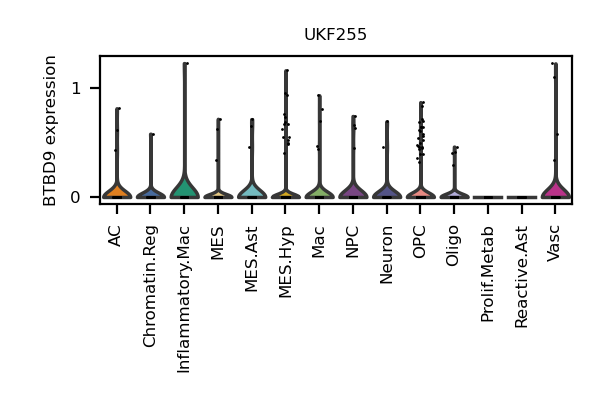 UKF255
BTBD9 expression
1
0
AC
Chromatin.Reg
Inflammatory.Mac
MES
MES.Ast
MES.Hyp
Mac
NPC
Neuron
OPC
Oligo
Prolif.Metab
Reactive.Ast
Vasc